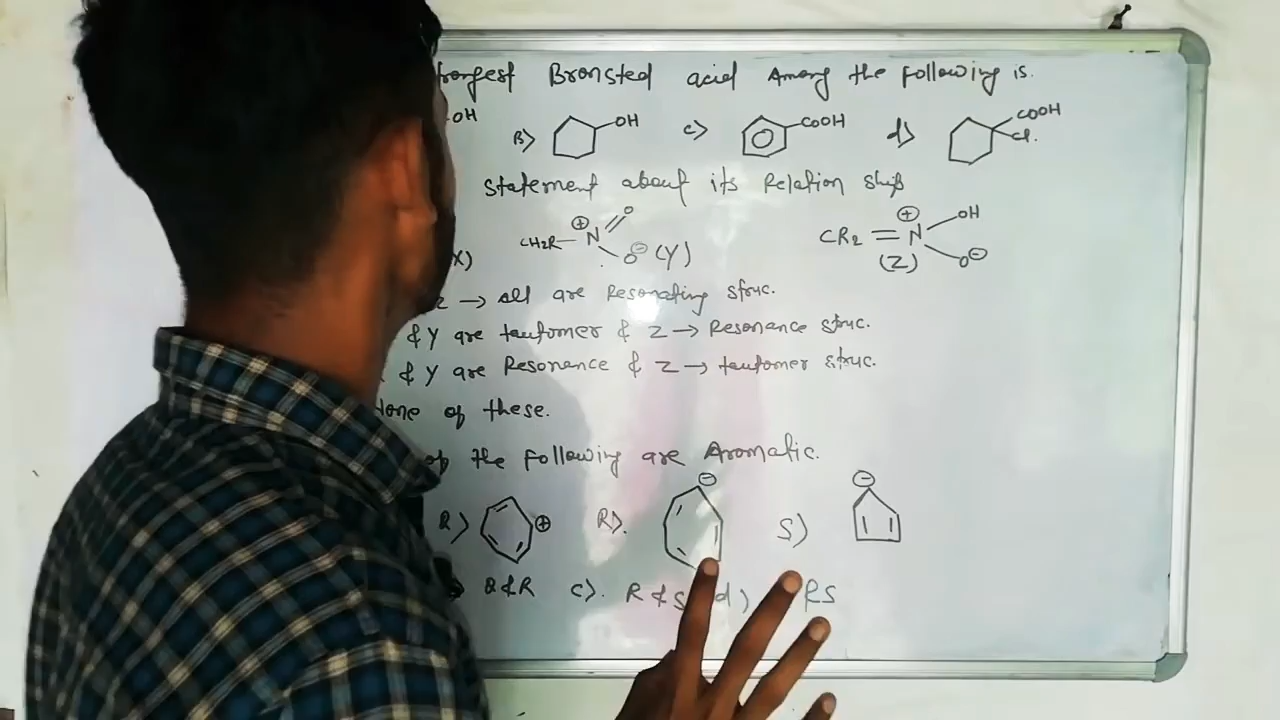 Bronsted acid Among the following is.
OH B) OH c) COOH d) COOH Cl.
Statement about its Relation ship
X) CH2R–N⊕ O O⊖ (Y) CR2=N⊕ OH O⊖ (Z)
→ all are Resonating struc.
& Y are tautomer & Z → Resonance struc.
& Y are Resonance & Z → tautomer struc.
None of these.
of the following are Aromatic.
⊕ R). ⊖ S) ⊖
Q&R c). R & S d) RS